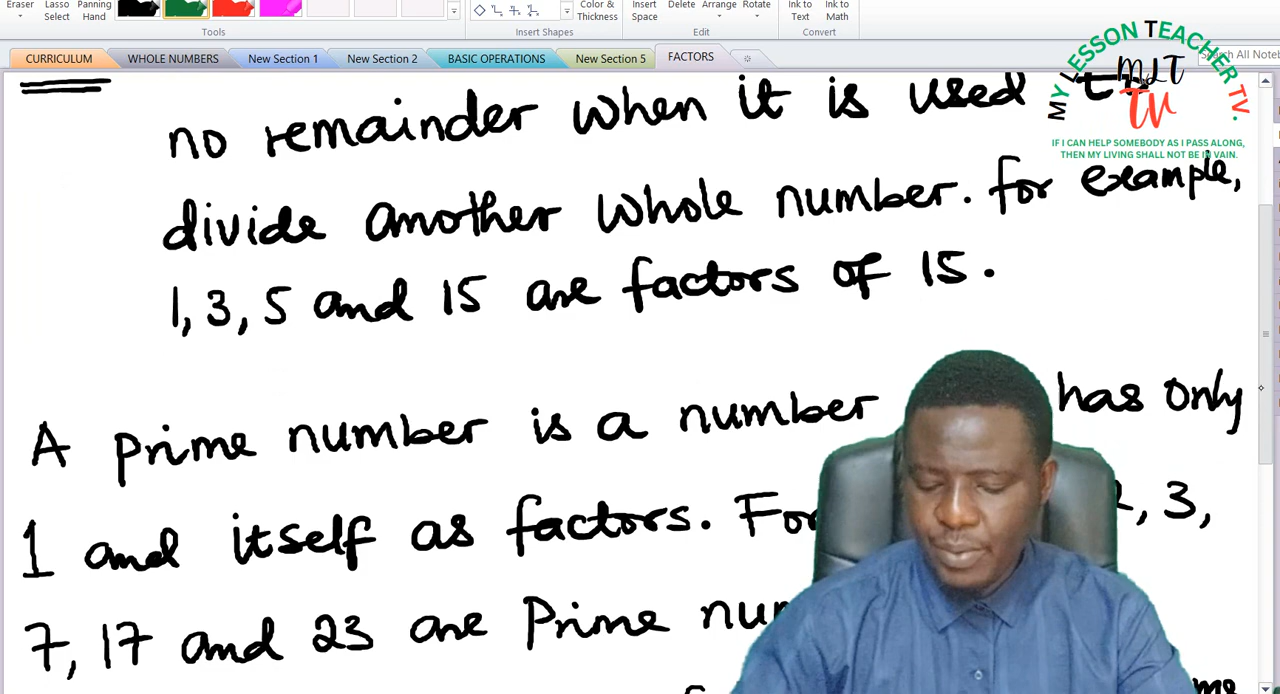 Eraser
Lasso Select
Panning Hand
Color & Thickness
Insert Space
Delete
Arrange
Rotate
Ink to Text
Ink to Math
Tools
Insert Shapes
Edit
Convert
CURRICULUM
WHOLE NUMBERS
New Section 1
New Section 2
BASIC OPERATIONS
New Section 5
FACTORS
MY LESSON TEACHER TV.
MLT
TV
IF I CAN HELP SOMEBODY AS I PASS ALONG,
THEN MY LIVING SHALL NOT BE IN VAIN.
no remainder when it is used to
divide another whole number. for example,
1, 3, 5 and 15 are factors of 15.
A prime number is a number has only
1 and itself as factors. For 2, 3,
7, 17 and 23 are Prime num